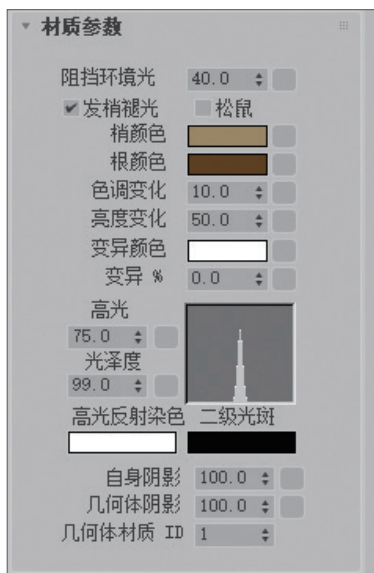 材质参数
阻挡环境光 40.0
发梢褪光 松鼠
梢颜色
根颜色
色调变化 10.0
亮度变化 50.0
变异颜色
变异 % 0.0
高光
75.0
光泽度
99.0
高光反射染色 二级光斑
自身阴影 100.0
几何体阴影 100.0
几何体材质 ID 1